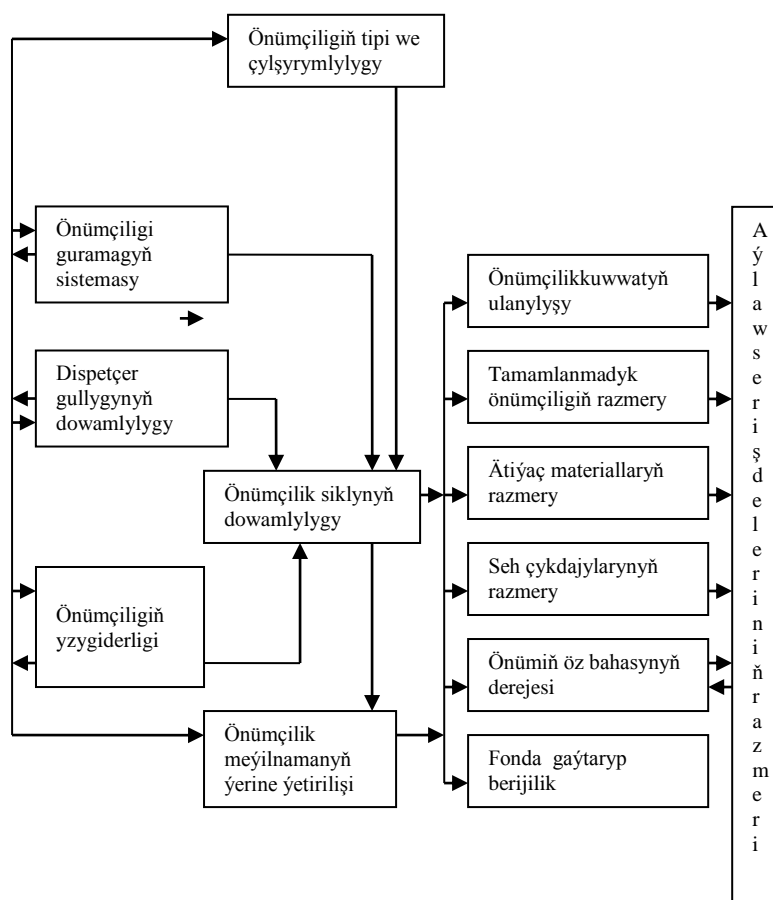 Önümçiligiň tipi we
çylşyrymlylygy
Önümçiligi
guramagyň
sistemasy
Dispetçer
gullygynyň
dowamlylygy
Önümçilik siklynyň
dowamlylygy
Önümçiligiň
yzygiderligi
Önümçilik
meýilnamanyň
ýerine ýetirilişi
Önümçilikkuwwatyň
ulanylyşy
Tamamlanmadyk
önümçiligiň razmery
Ätiýaç materiallaryň
razmery
Seh çykdajylarynyň
razmery
Önümiň öz bahasynyň
derejesi
Fonda gaýtaryp
berijilik
A
ý
l
a
w
s
e
r
i
ş
d
e
l
e
r
i
n
i
ň
r
a
z
m
e
r
i